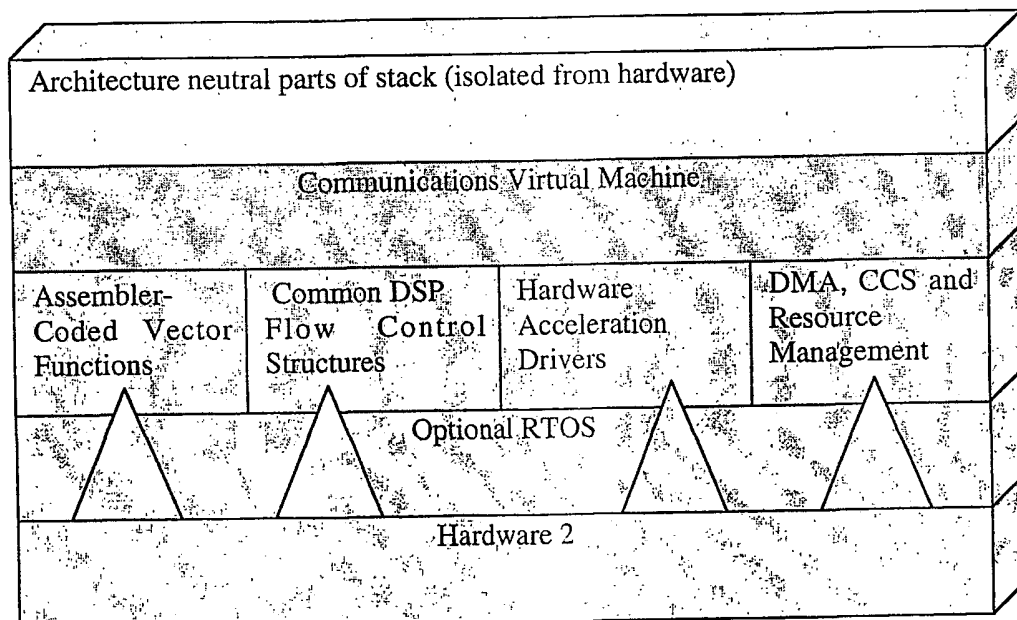 Architecture neutral parts of stack (isolated from hardware)
Communications Virtual Machine
Assembler-
Coded Vector
Functions
Common DSP
Flow Control
Structures
Hardware
Acceleration
Drivers
DMA, CCS and
Resource
Management
Optional RTOS
Hardware 2